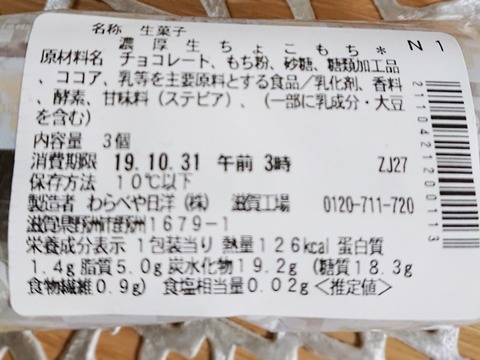 名称 生菓子
濃厚生ちょこもち* N1
原材料名 チョコレート、もち粉、砂糖、糖類加工品
、ココア、乳等を主要原料とする食品/乳化剤、香料
、酵素、甘味料(ステビア)、(一部に乳成分・大豆
を含む)
内容量 3個
消費期限 19.10.31 午前 3時 ZJ27
保存方法 10℃以下
製造者 わらべや日洋(株) 滋賀工場 0120-711-720
滋賀県野洲市野洲1679-1
栄養成分表示 1包装当り 熱量126kcal 蛋白質
1.4g 脂質5.0g 炭水化物19.2g (糖質18.3g
食物繊維0.9g) 食塩相当量0.02g<推定値>
2110421200113